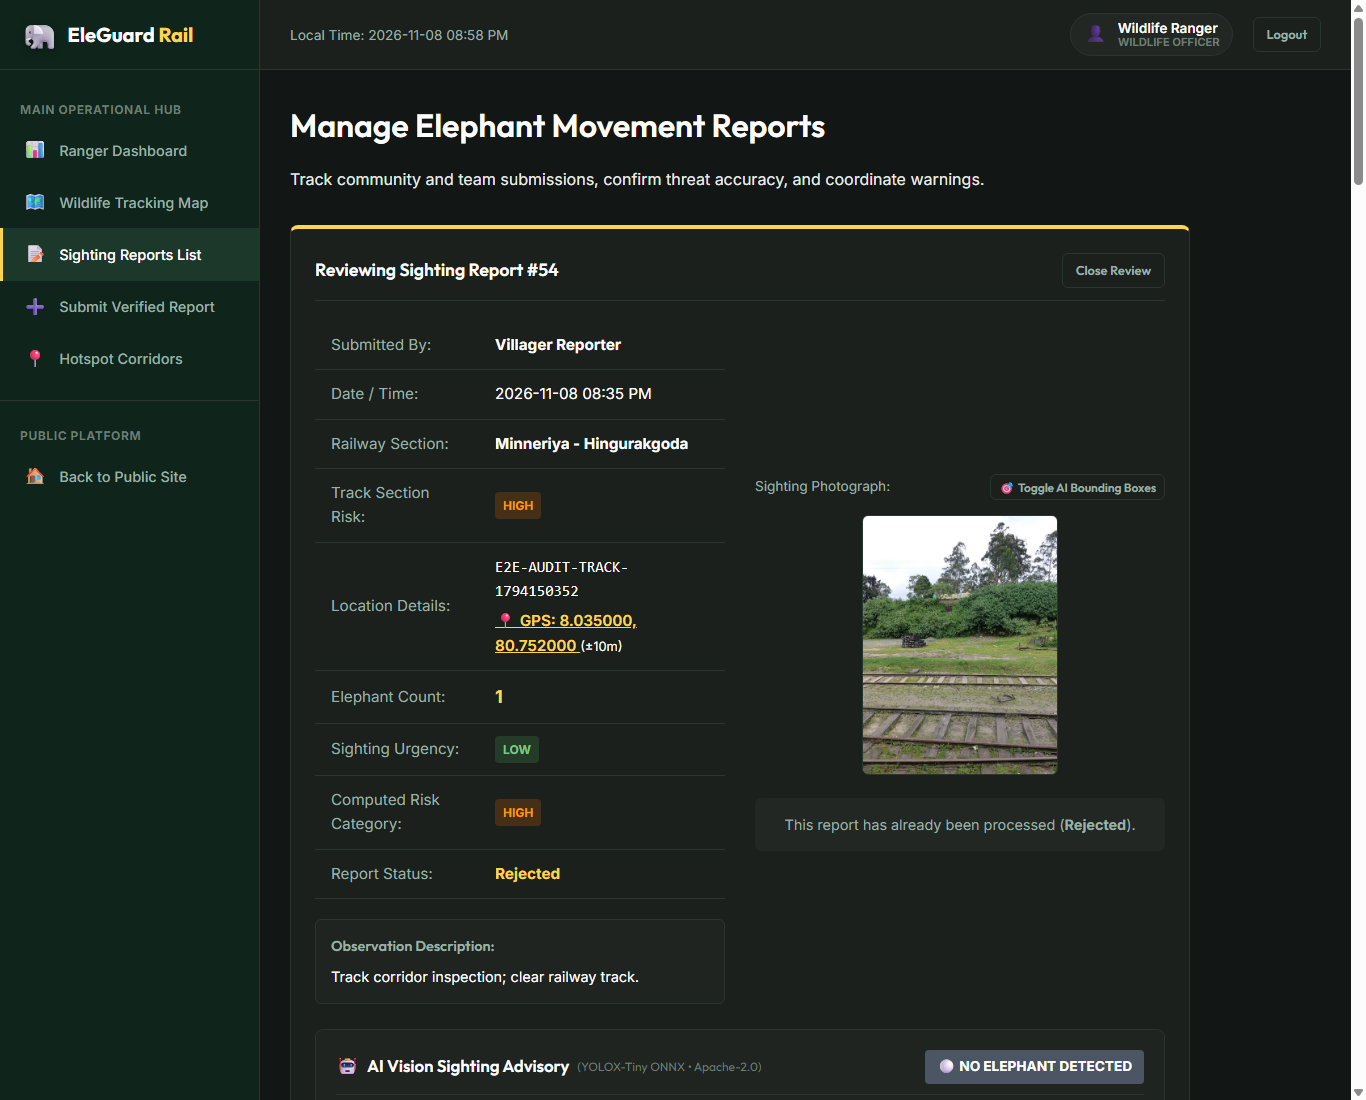 EleGuard Rail
Local Time: 2026-11-08 08:58 PM
Wildlife Ranger
WILDLIFE OFFICER
Logout
MAIN OPERATIONAL HUB
Ranger Dashboard
Wildlife Tracking Map
Sighting Reports List
Submit Verified Report
Hotspot Corridors
PUBLIC PLATFORM
Back to Public Site
Manage Elephant Movement Reports
Track community and team submissions, confirm threat accuracy, and coordinate warnings.
Reviewing Sighting Report #54
Close Review
Submitted By: Villager Reporter
Date / Time: 2026-11-08 08:35 PM
Railway Section: Minneriya - Hingurakgoda
Track Section
Risk:
HIGH
Location Details:
E2E-AUDIT-TRACK-
1794150352
GPS: 8.035000,
80.752000 (±10m)
Elephant Count: 1
Sighting Urgency: LOW
Computed Risk
Category:
HIGH
Report Status: Rejected
Observation Description:
Track corridor inspection; clear railway track.
Sighting Photograph:
Toggle AI Bounding Boxes
This report has already been processed (Rejected).
AI Vision Sighting Advisory (YOLOX-Tiny ONNX • Apache-2.0)
NO ELEPHANT DETECTED